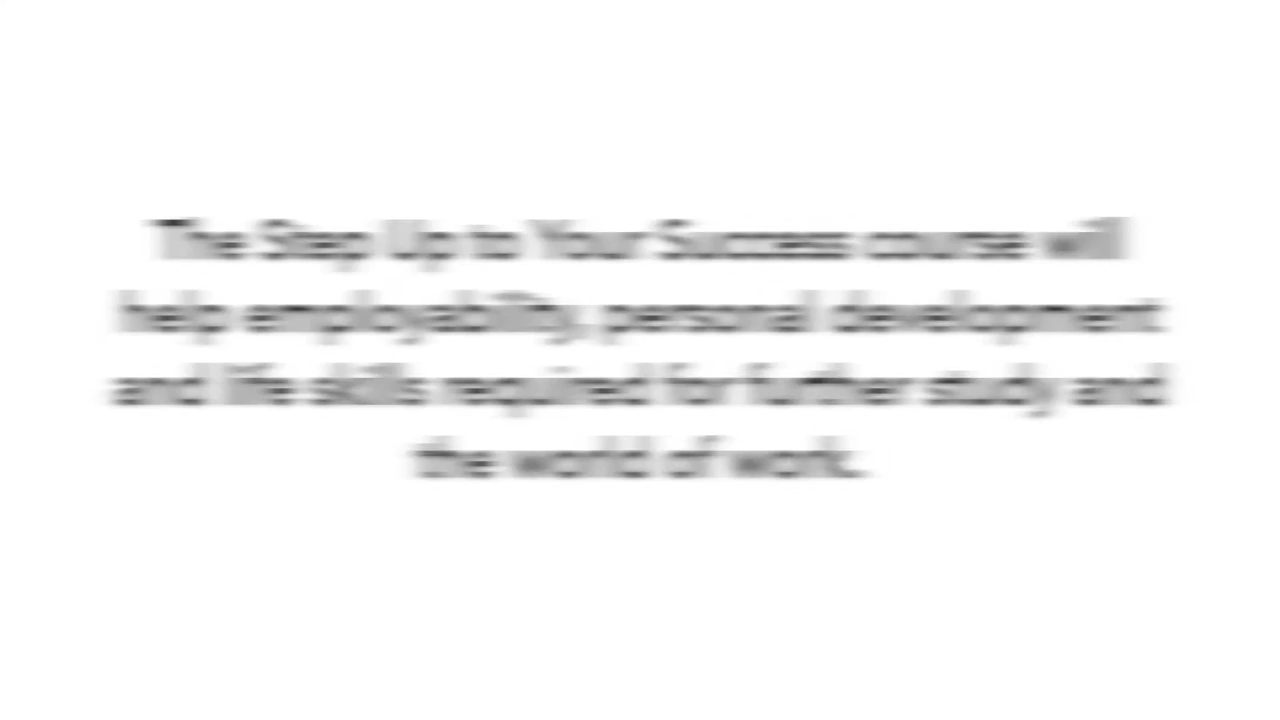 The Step Up to Your Success course will
help employability, personal development
and life skills required for further study and
the world of work.